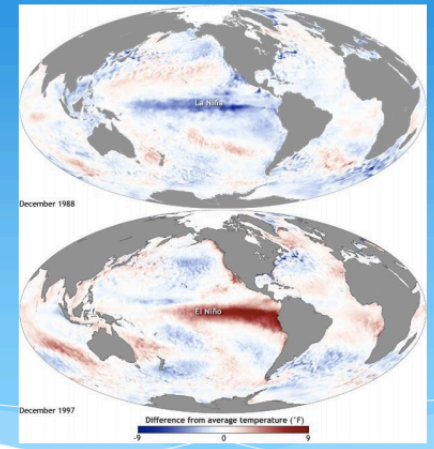 La Niña
December 1988
El Niño
December 1997
Difference from average temperature (°F)
-9 0 9